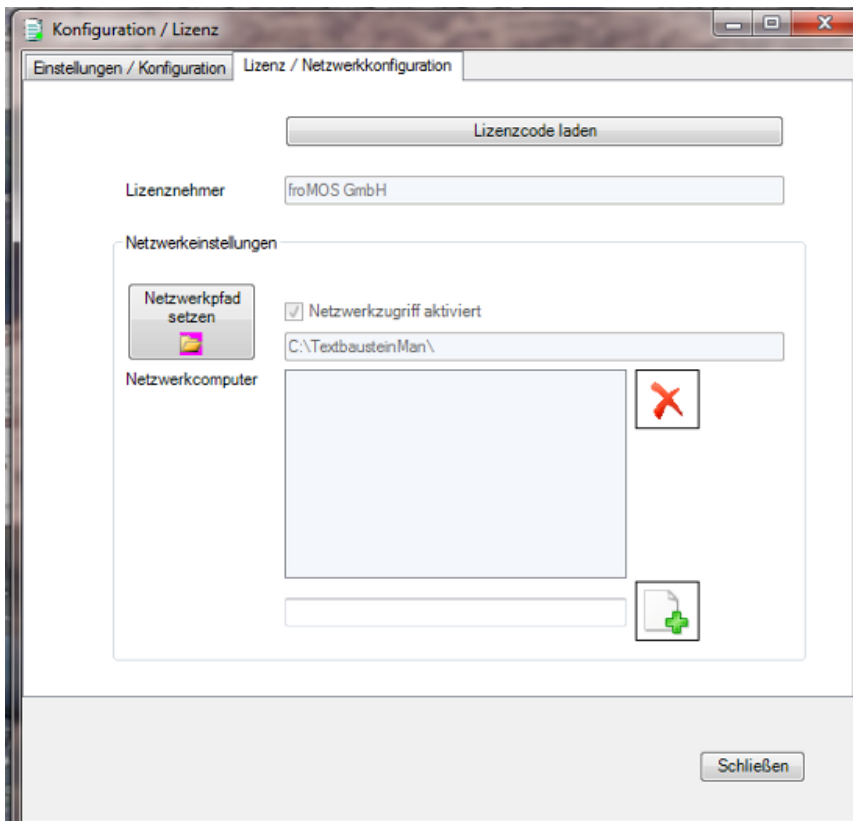 Konfiguration / Lizenz
Einstellungen / Konfiguration
Lizenz / Netzwerkkonfiguration
Lizenzcode laden
Lizenznehmer
froMOS GmbH
Netzwerkeinstellungen
Netzwerkpfad
setzen
Netzwerkzugriff aktiviert
C:\TextbausteinMan\
Netzwerkcomputer
Schließen